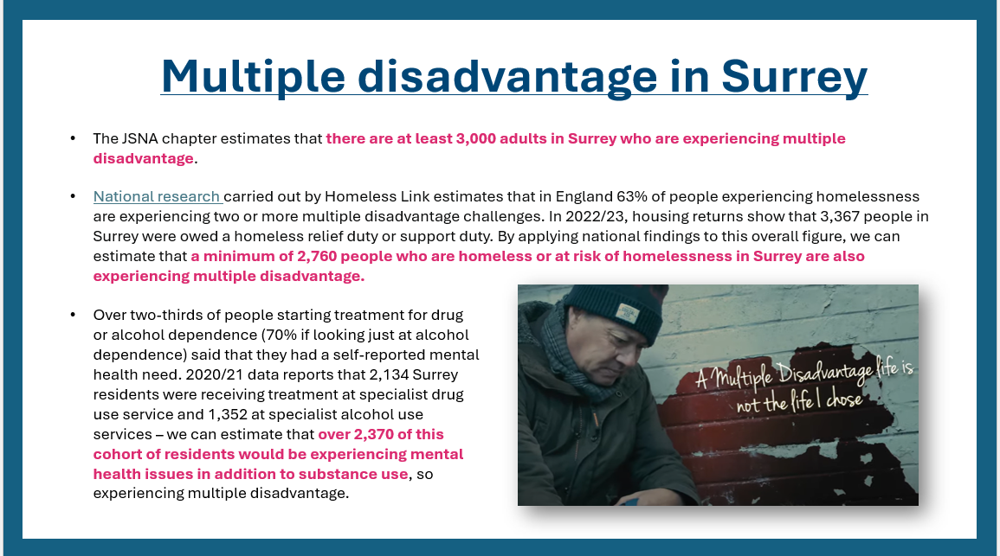 Multiple disadvantage in Surrey
• The JSNA chapter estimates that there are at least 3,000 adults in Surrey who are experiencing multiple
disadvantage.
• National research carried out by Homeless Link estimates that in England 63% of people experiencing homelessness
are experiencing two or more multiple disadvantage challenges. In 2022/23, housing returns show that 3,367 people in
Surrey were owed a homeless relief duty or support duty. By applying national findings to this overall figure, we can
estimate that a minimum of 2,760 people who are homeless or at risk of homelessness in Surrey are also
experiencing multiple disadvantage.
• Over two-thirds of people starting treatment for drug
or alcohol dependence (70% if looking just at alcohol
dependence) said that they had a self-reported mental
health need. 2020/21 data reports that 2,134 Surrey
residents were receiving treatment at specialist drug
use service and 1,352 at specialist alcohol use
services – we can estimate that over 2,370 of this
cohort of residents would be experiencing mental
health issues in addition to substance use, so
experiencing multiple disadvantage.
A Multiple Disadvantage life is
not the life I chose